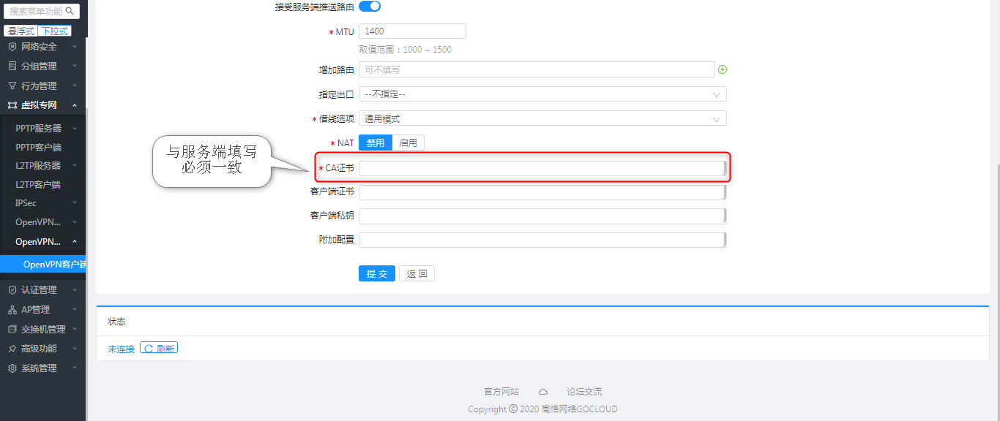 搜索菜单功能
悬浮式 下拉式
网络安全
分组管理
行为管理
虚拟专网
PPTP服务器
PPTP客户端
L2TP服务器
L2TP客户端
IPSec
OpenVPN...
OpenVPN...
OpenVPN客户端
认证管理
AP管理
交换机管理
高级功能
系统管理
接受服务端推送路由
* MTU 1400
取值范围：1000 ~ 1500
增加路由 可不填写
指定出口 --不指定--
* 借线选项 通用模式
* NAT 禁用 启用
与服务端填写
必须一致
* CA证书
客户端证书
客户端私钥
附加配置
提 交 返 回
状态
未连接 刷新
官方网站 论坛交流
Copyright © 2020 高恪网络GOCLOUD